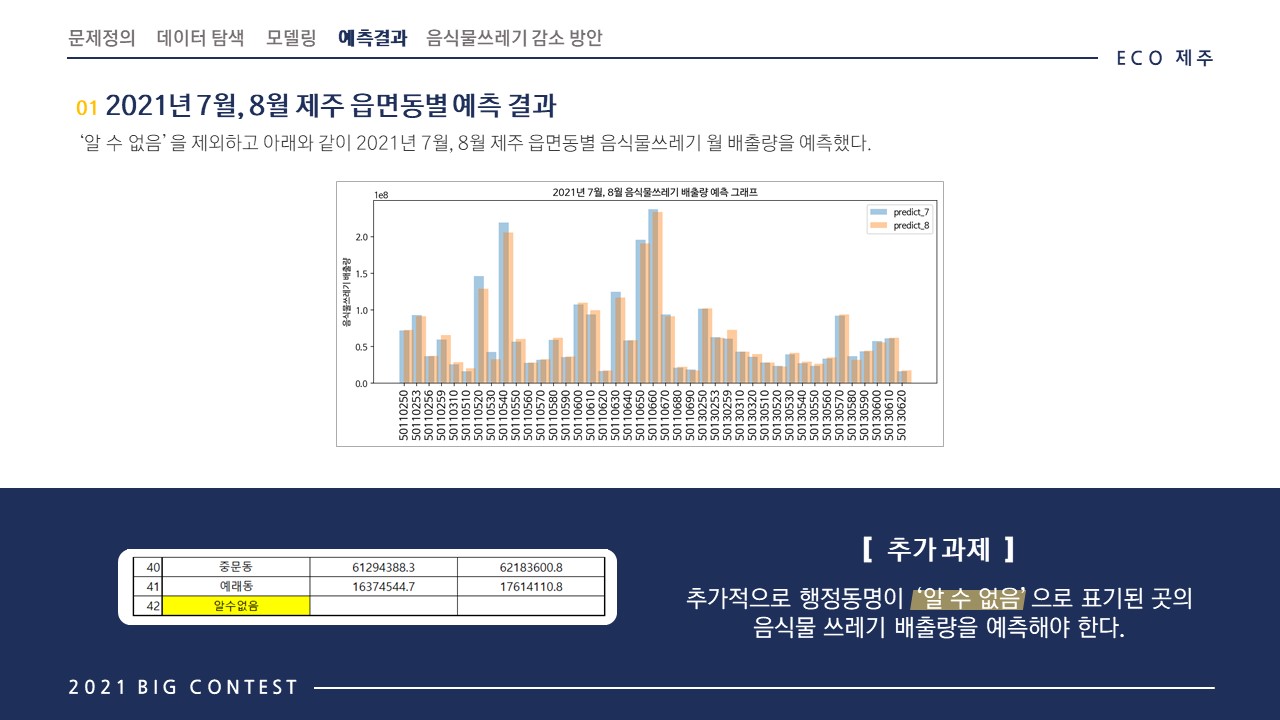 문제정의 데이터 탐색 모델링 예측결과 음식물쓰레기 감소 방안
ECO 제주
01 2021년 7월, 8월 제주 읍면동별 예측 결과
‘알 수 없음’ 을 제외하고 아래와 같이 2021년 7월, 8월 제주 읍면동별 음식물쓰레기 월 배출량을 예측했다.
2021년 7월, 8월 음식물쓰레기 배출량 예측 그래프
1e8
predict_7
predict_8
음식물쓰레기 배출량
2.0
1.5
1.0
0.5
0.0
50110250
50110253
50110256
50110259
50110310
50110510
50110520
50110530
50110540
50110550
50110560
50110570
50110580
50110590
50110600
50110610
50110620
50110630
50110640
50110650
50110660
50110670
50110680
50110690
50130250
50130253
50130259
50130310
50130320
50130510
50130520
50130530
50130540
50130550
50130560
50130570
50130580
50130590
50130600
50130610
50130620
40 중문동 61294388.3 62183600.8
41 예래동 16374544.7 17614110.8
42 알수없음
[ 추가 과제 ]
추가적으로 행정동명이 ‘알 수 없음’ 으로 표기된 곳의
음식물 쓰레기 배출량을 예측해야 한다.
2021 BIG CONTEST